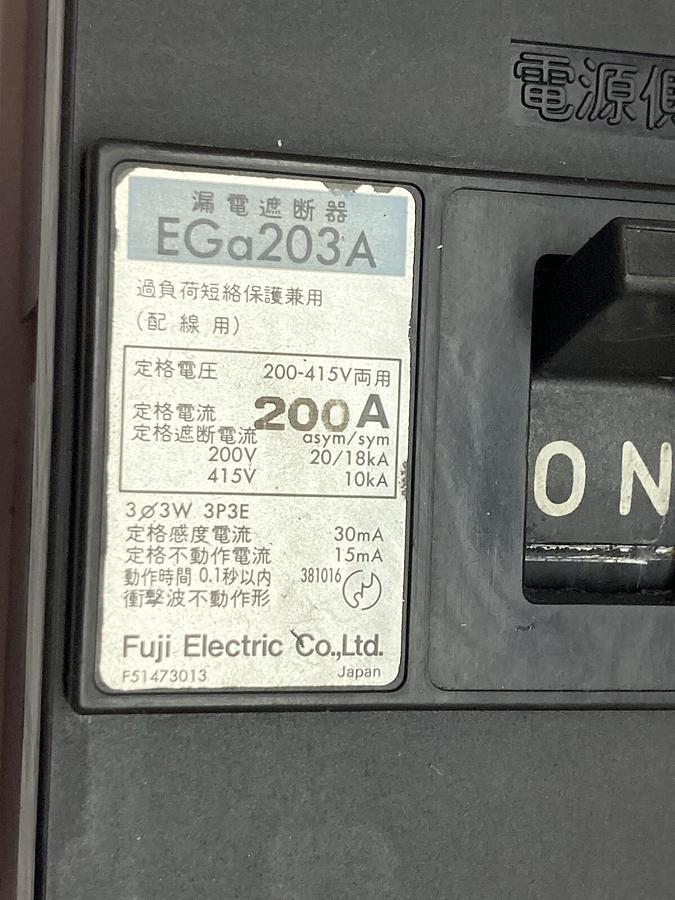 電源側
漏電遮断器
EGa203A
過負荷短絡保護兼用
(配線用)
定格電圧 200-415V両用
定格電流 200A
定格遮断電流 asym/sym
200V 20/18kA
415V 10kA
3ø3W 3P3E
定格感度電流 30mA
定格不動作電流 15mA
動作時間 0.1秒以内 381016
衝撃波不動作形
Fuji Electric Co.,Ltd.
F51473013 Japan
ON